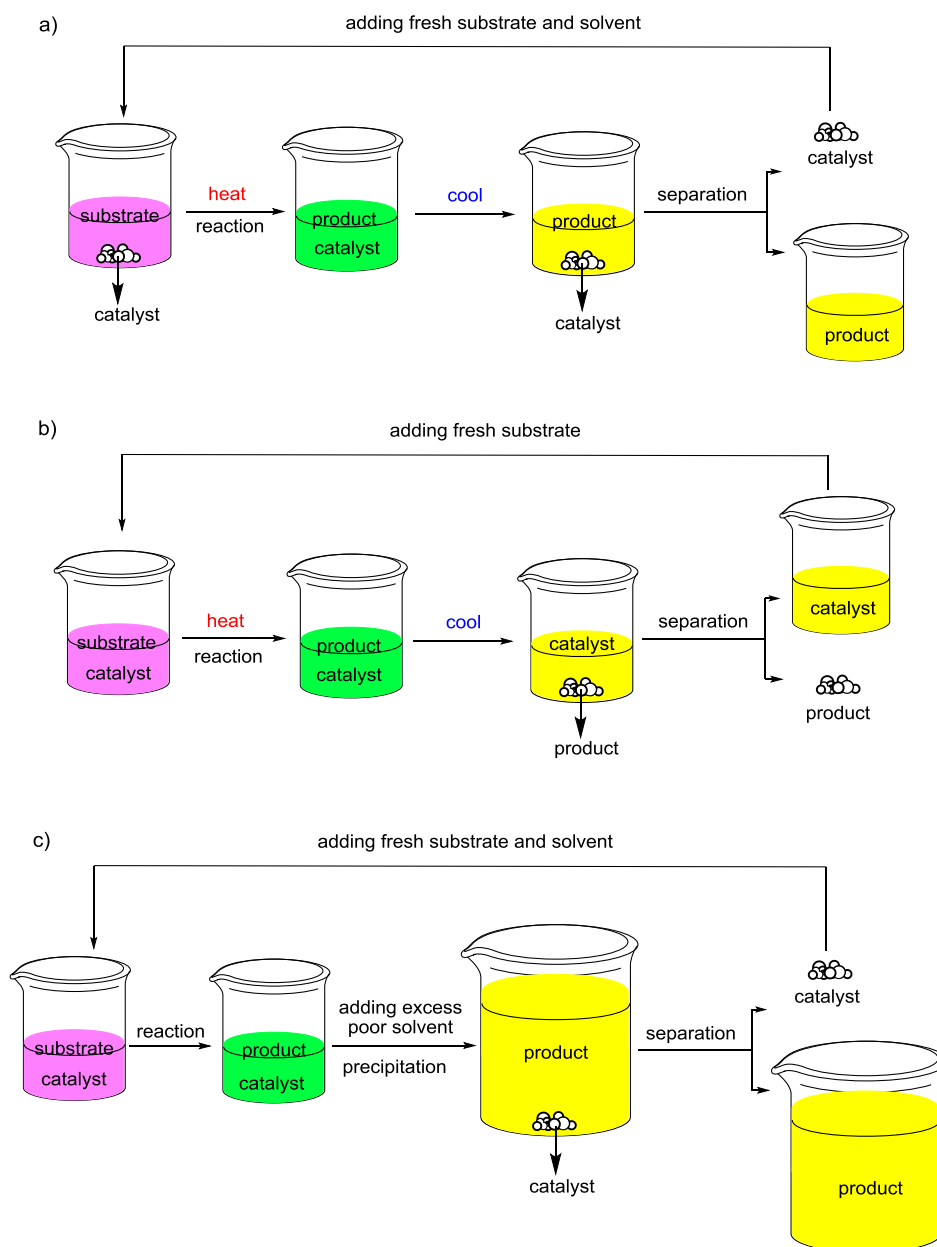 a)
adding fresh substrate and solvent
substrate
catalyst
heat
reaction
product
catalyst
cool
product
catalyst
separation
catalyst
product
b)
adding fresh substrate
substrate
catalyst
heat
reaction
product
catalyst
cool
catalyst
product
separation
catalyst
product
c)
adding fresh substrate and solvent
substrate
catalyst
reaction
product
catalyst
adding excess
poor solvent
precipitation
product
catalyst
separation
catalyst
product